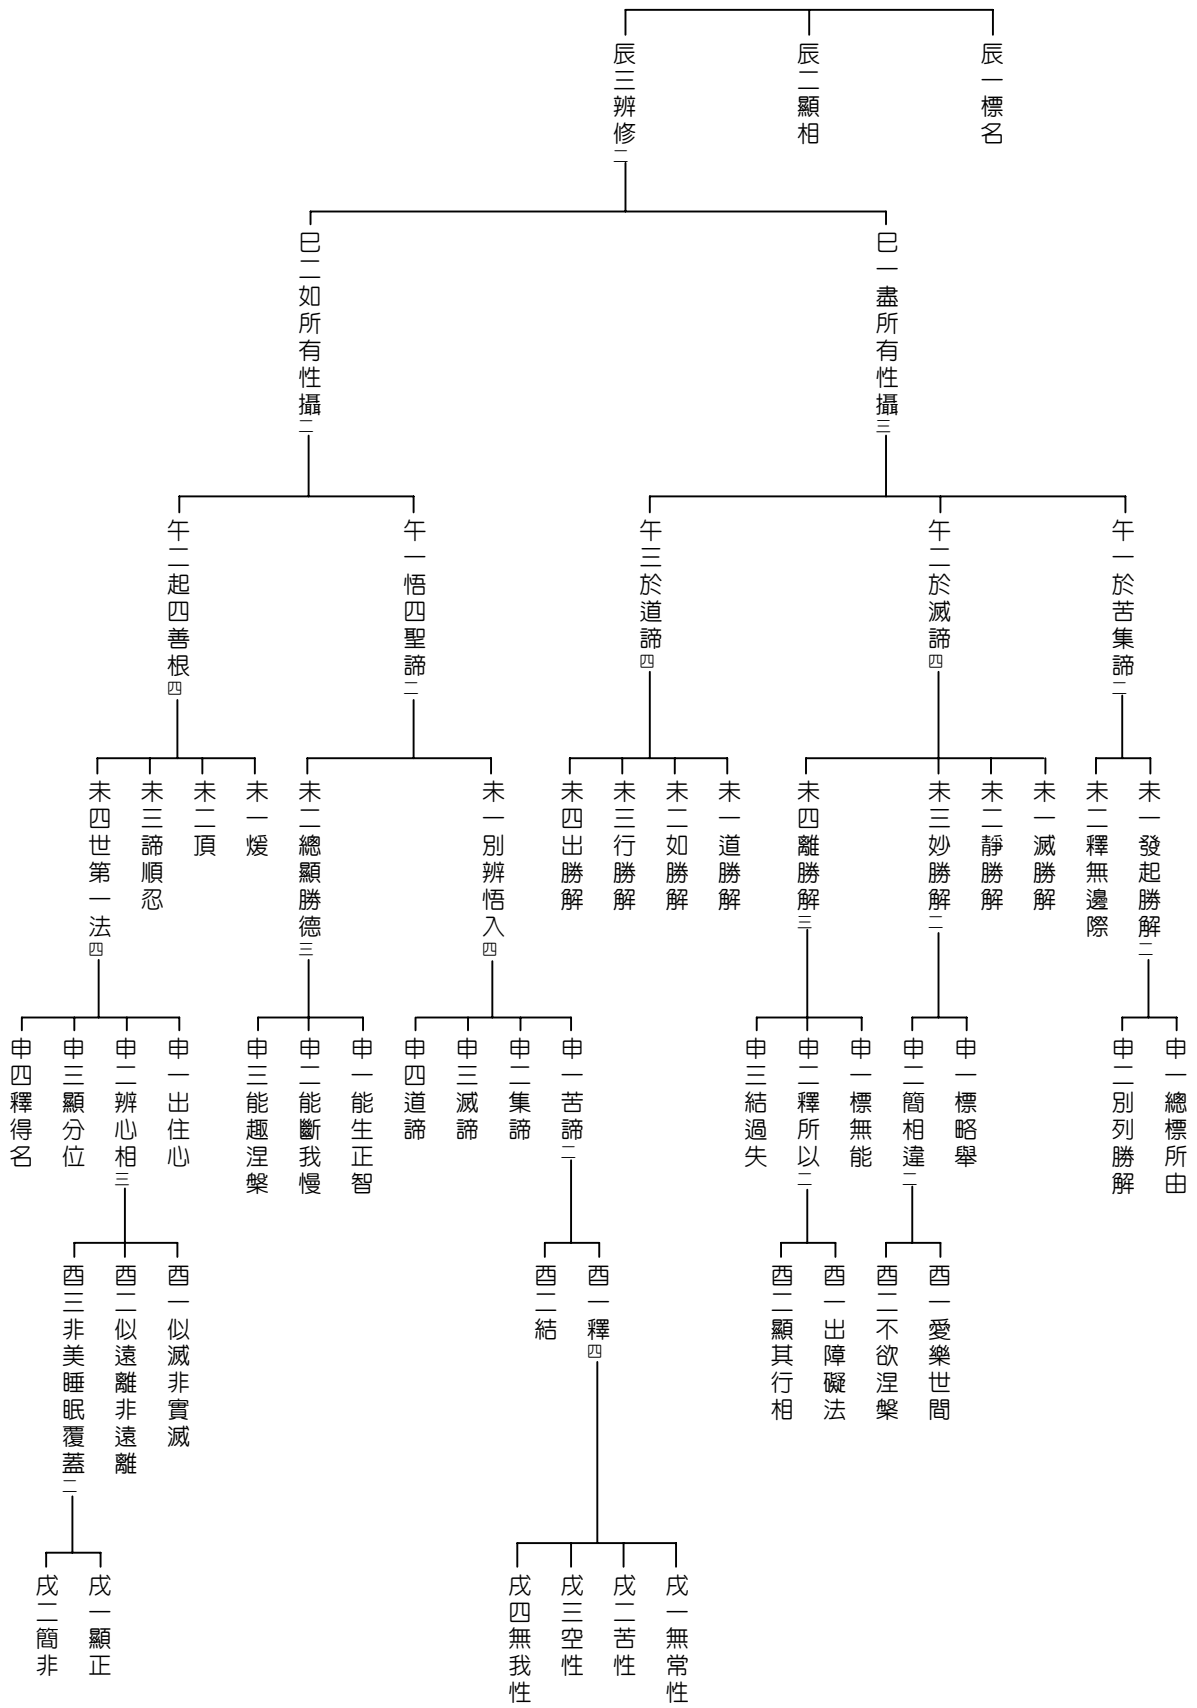 辰一標名
辰二顯相
辰三辨修二
巳一盡所有性攝三
巳二如所有性攝二
午一於苦集諦二
午二於滅諦四
午三於道諦四
午一悟四聖諦二
午二起四善根四
未一發起勝解二
未二釋無邊際
未一滅勝解
未二靜勝解
未三妙勝解二
未四離勝解三
未一道勝解
未二如勝解
未三行勝解
未四出勝解
未一別辨悟入四
未二總顯勝德三
未一煖
未二頂
未三諦順忍
未四世第一法四
申一總標所由
申二別列勝解
申一標略舉
申二簡相違二
申一標無能
申二釋所以二
申三結過失
申一苦諦二
申二集諦
申三滅諦
申四道諦
申一能生正智
申二能斷我慢
申三能趣涅槃
申一出住心
申二辨心相三
申三顯分位
申四釋得名
酉一愛樂世間
酉二不欲涅槃
酉一出障礙法
酉二顯其行相
酉一釋四
酉二結
酉一似滅非實滅
酉二似遠離非遠離
酉三非美睡眠覆蓋二
戌一無常性
戌二苦性
戌三空性
戌四無我性
戌一顯正
戌二簡非